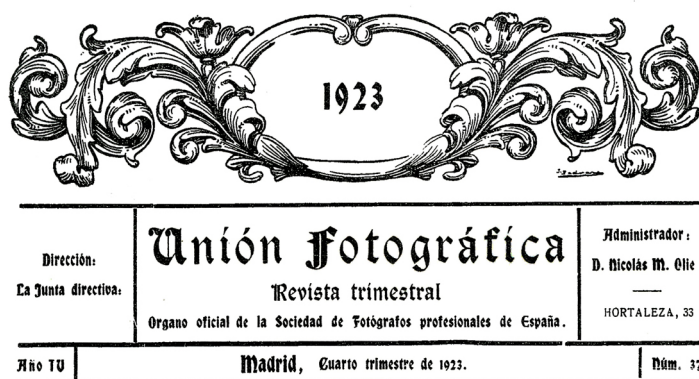 1923
Dirección:
La Junta directiva:
Unión Fotográfica
Revista trimestral
Organo oficial de la Sociedad de Fotógrafos profesionales de España.
Administrador:
D. Nicolás M. Olie
HORTALEZA, 33
Año IV
Madrid, Cuarto trimestre de 1923.
Núm. 37